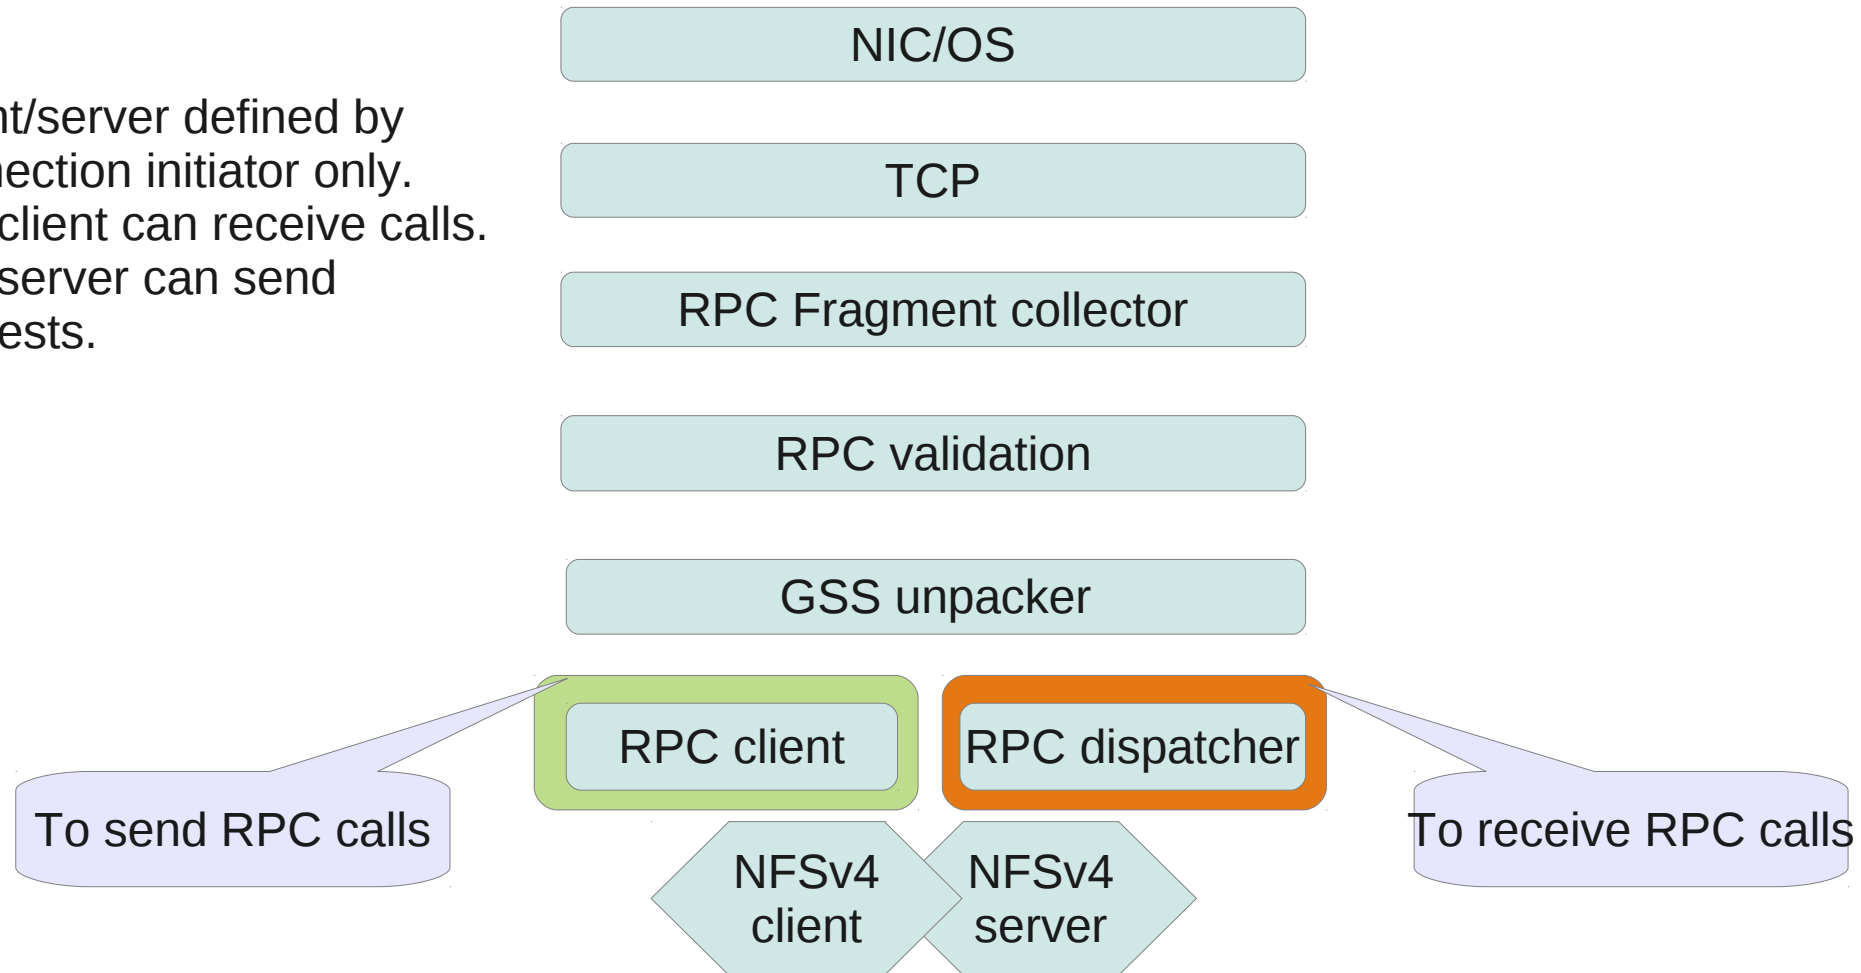 NIC/OS
nt/server defined by
nection initiator only.
client can receive calls.
server can send
ests.
TCP
RPC Fragment collector
RPC validation
GSS unpacker
RPC client
RPC dispatcher
To send RPC calls
To receive RPC calls
NFSv4
client
NFSv4
server